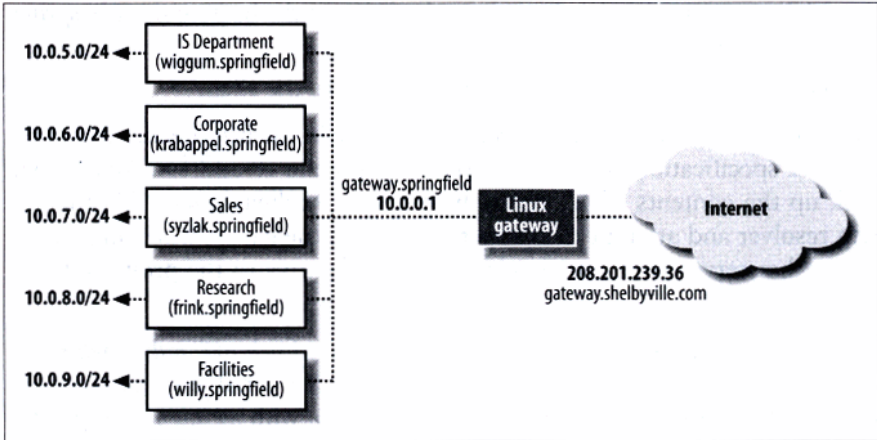 10.0.5.0/24
IS Department
(wiggum.springfield)
10.0.6.0/24
Corporate
(krabappel.springfield)
10.0.7.0/24
Sales
(syzlak.springfield)
10.0.8.0/24
Research
(frink.springfield)
10.0.9.0/24
Facilities
(willy.springfield)
gateway.springfield
10.0.0.1
Linux
gateway
Internet
208.201.239.36
gateway.shelbyville.com